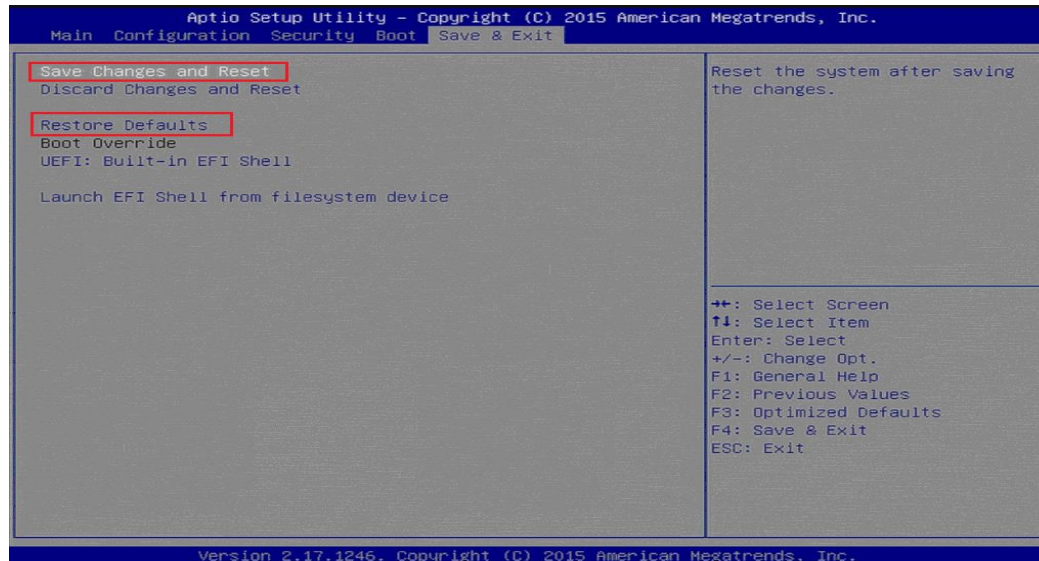 Aptio Setup Utility – Copyright (C) 2015 American Megatrends, Inc.
Main Configuration Security Boot Save & Exit
Save Changes and Reset
Discard Changes and Reset
Restore Defaults
Boot Override
UEFI: Built-in EFI Shell
Launch EFI Shell from filesystem device
Reset the system after saving
the changes.
→←: Select Screen
↑↓: Select Item
Enter: Select
+/-: Change Opt.
F1: General Help
F2: Previous Values
F3: Optimized Defaults
F4: Save & Exit
ESC: Exit
Version 2.17.1246. Copyright (C) 2015 American Megatrends, Inc.